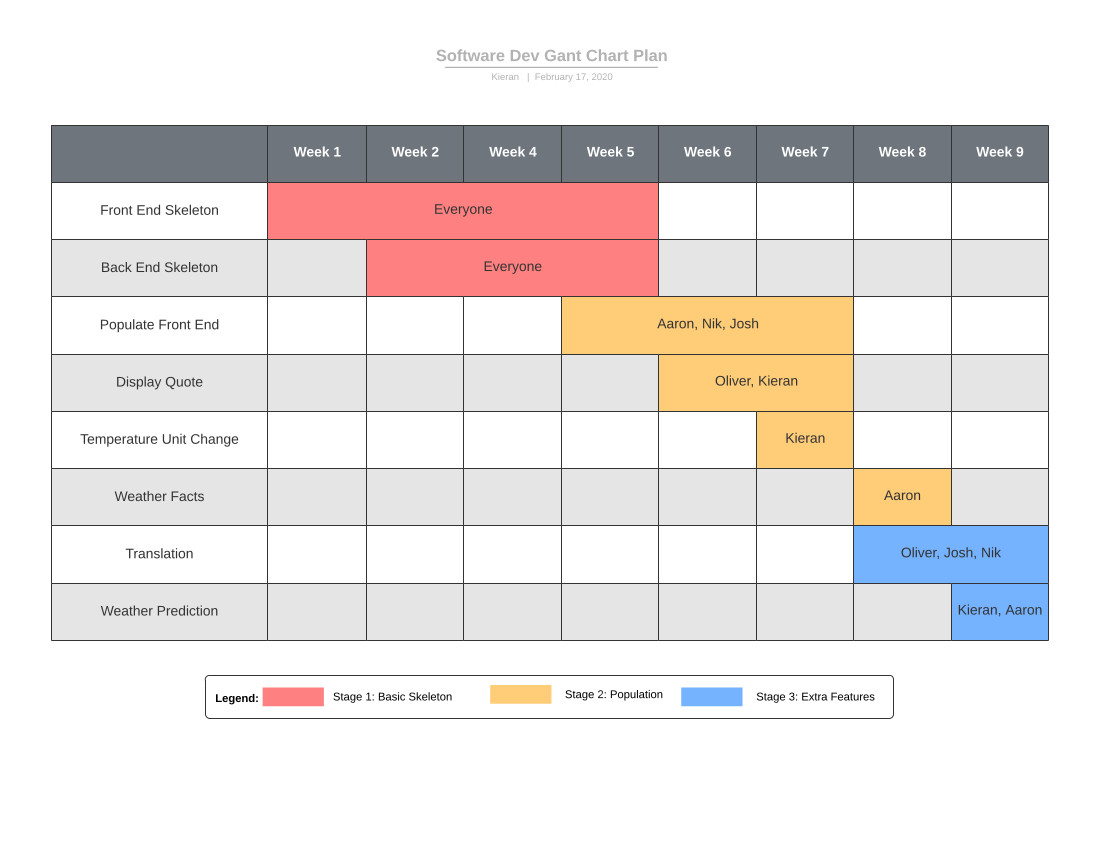 Software Dev Gant Chart Plan
Kieran | February 17, 2020
Week 1 Week 2 Week 4 Week 5 Week 6 Week 7 Week 8 Week 9
Front End Skeleton Everyone
Back End Skeleton Everyone
Populate Front End Aaron, Nik, Josh
Display Quote Oliver, Kieran
Temperature Unit Change Kieran
Weather Facts Aaron
Translation Oliver, Josh, Nik
Weather Prediction Kieran, Aaron
Legend: Stage 1: Basic Skeleton Stage 2: Population Stage 3: Extra Features